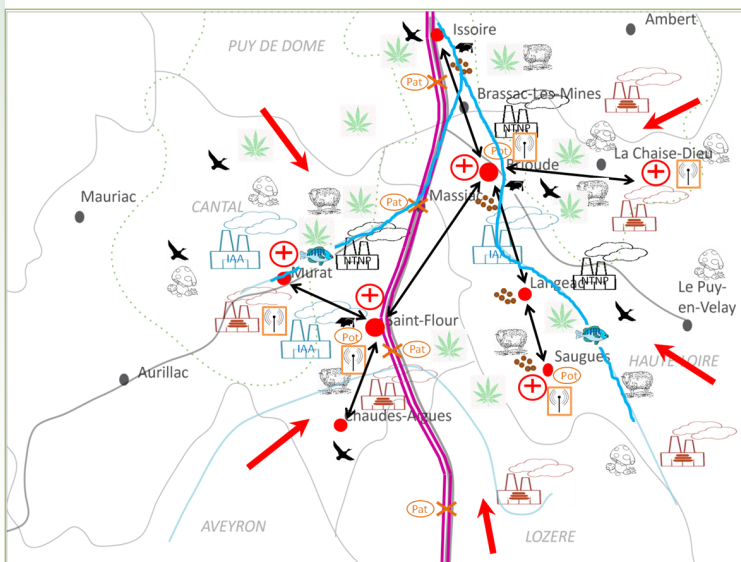 Issoire
Ambert
PUY DE DOME
Pat
Brassac-Les-Mines
NTNP
Pot
Brioude
La Chaise-Dieu
Mauriac
CANTAL
Pat
Massiac
IAA
NTNP
IAA
Murat
NTNP
Langeac
Le Puy-
en-Velay
Saint-Flour
Pot
IAA
Pat
Saugues
Pot
HAUTE LOIRE
Aurillac
Chaudes-Aigues
Pat
AVEYRON
LOZERE